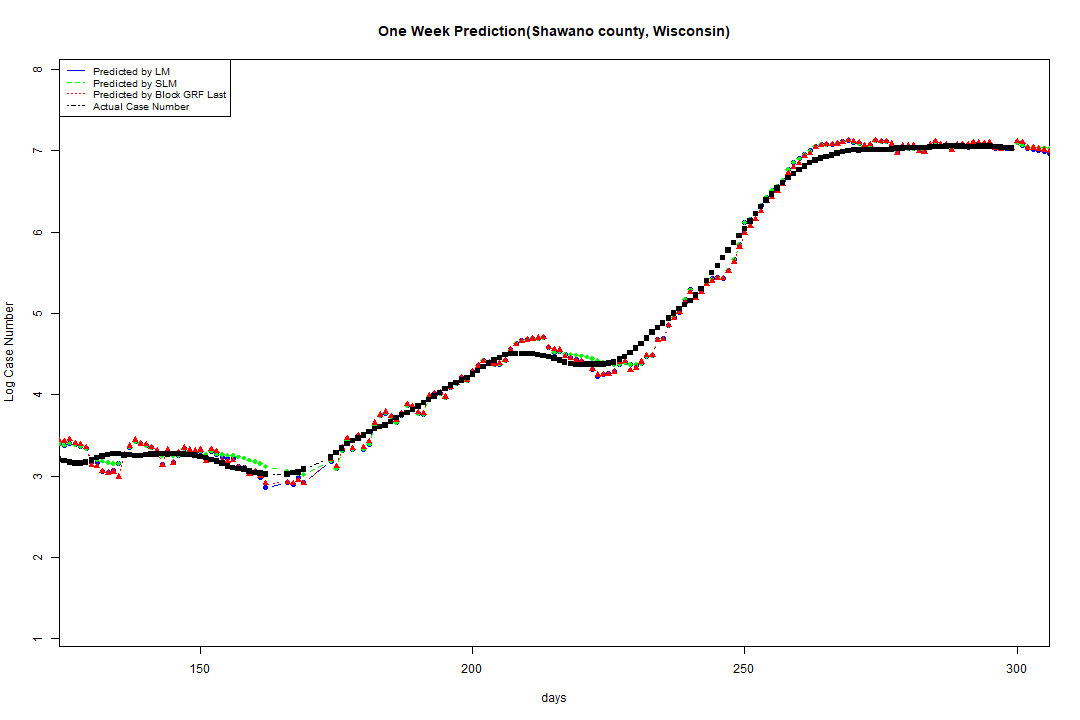 One Week Prediction(Shawano county, Wisconsin)
Predicted by LM
Predicted by SLM
Predicted by Block GRF Last
Actual Case Number
8
7
6
5
4
3
2
1
Log Case Number
150 200 250 300
days